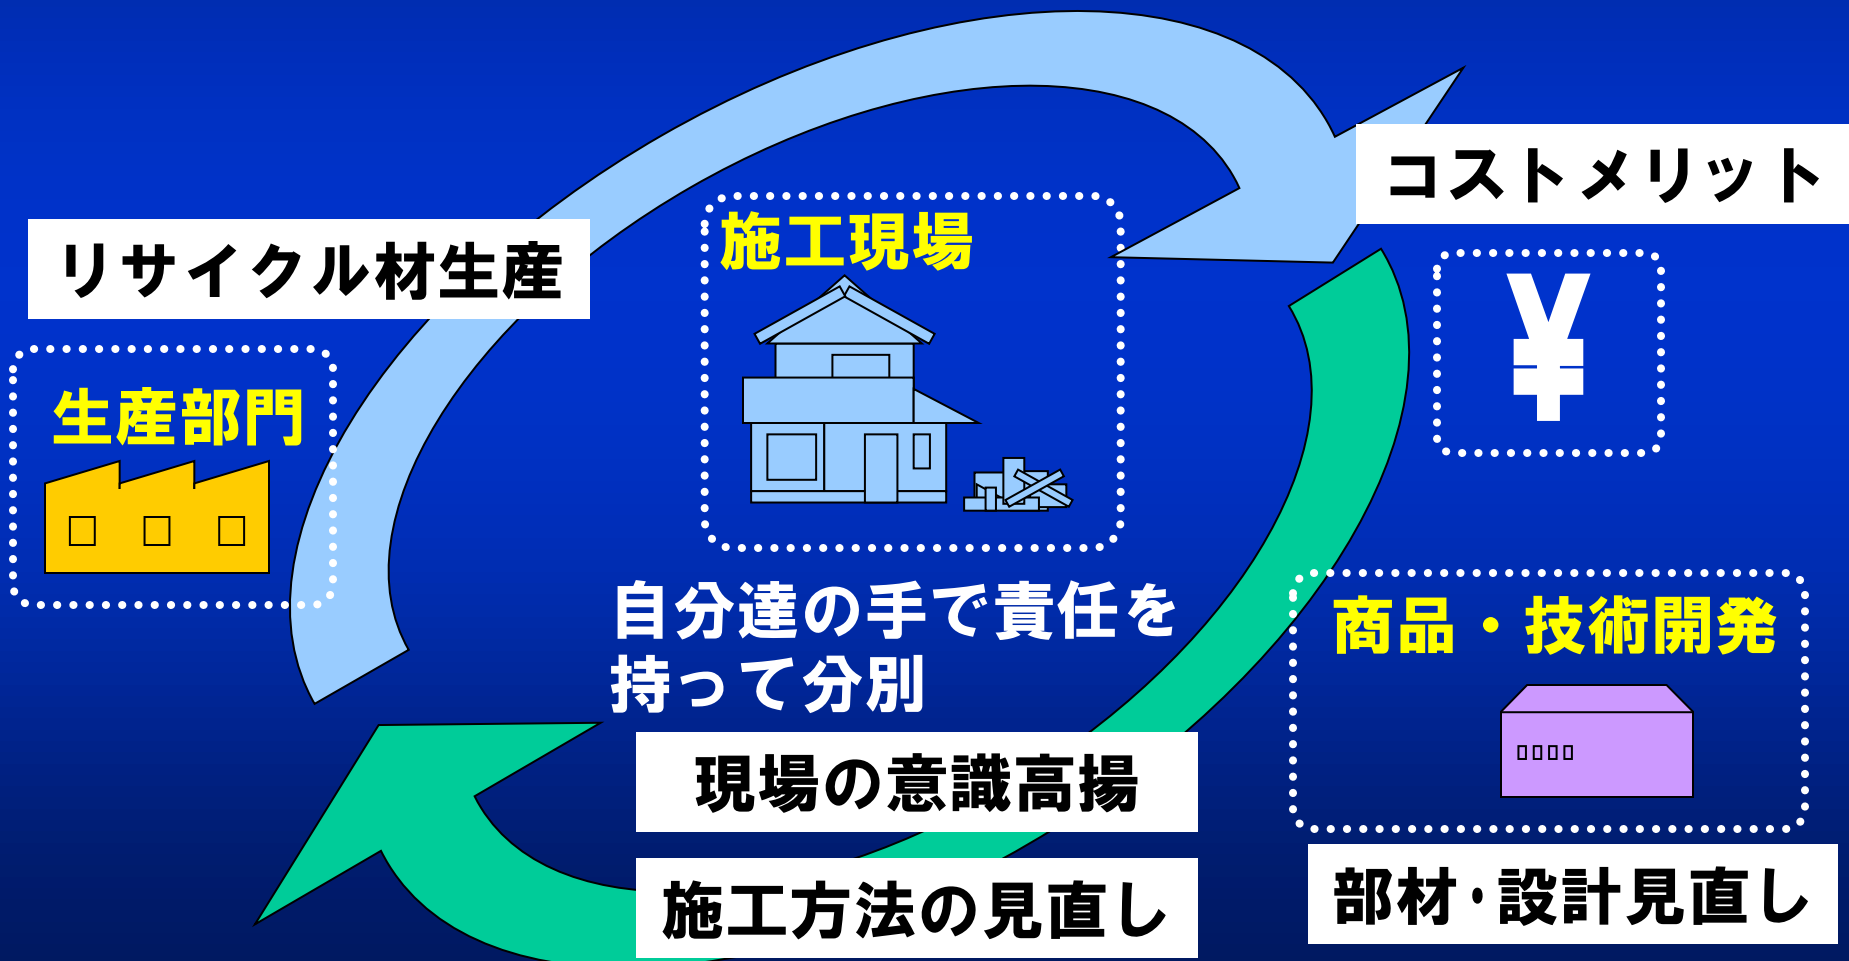 コストメリット
リサイクル材生産
施工現場
¥
生産部門
自分達の手で責任を
持って分別
商品・技術開発
現場の意識高揚
施工方法の見直し
部材・設計見直し